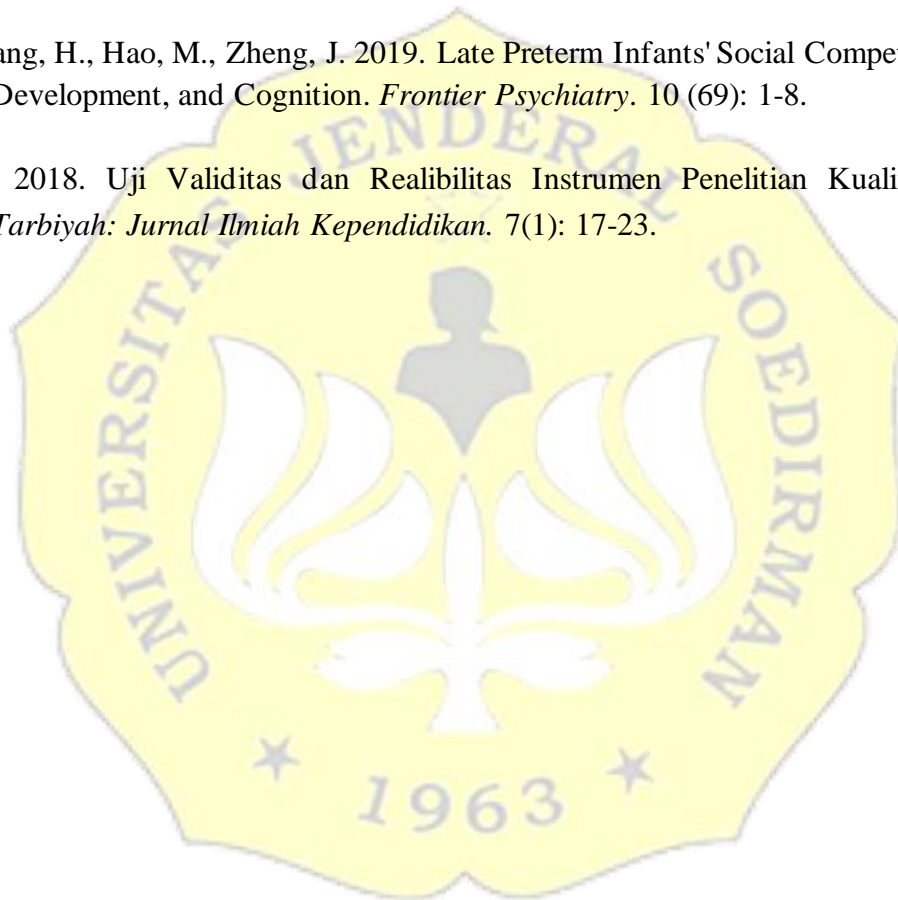 ang, H., Hao, M., Zheng, J. 2019. Late Preterm Infants' Social Compe
Development, and Cognition. Frontier Psychiatry. 10 (69): 1-8.
2018. Uji Validitas dan Realibilitas Instrumen Penelitian Kuali
Tarbiyah: Jurnal Ilmiah Kependidikan. 7(1): 17-23.
UNIVERSITAS JENDERAL SOEDIRMAN
1963